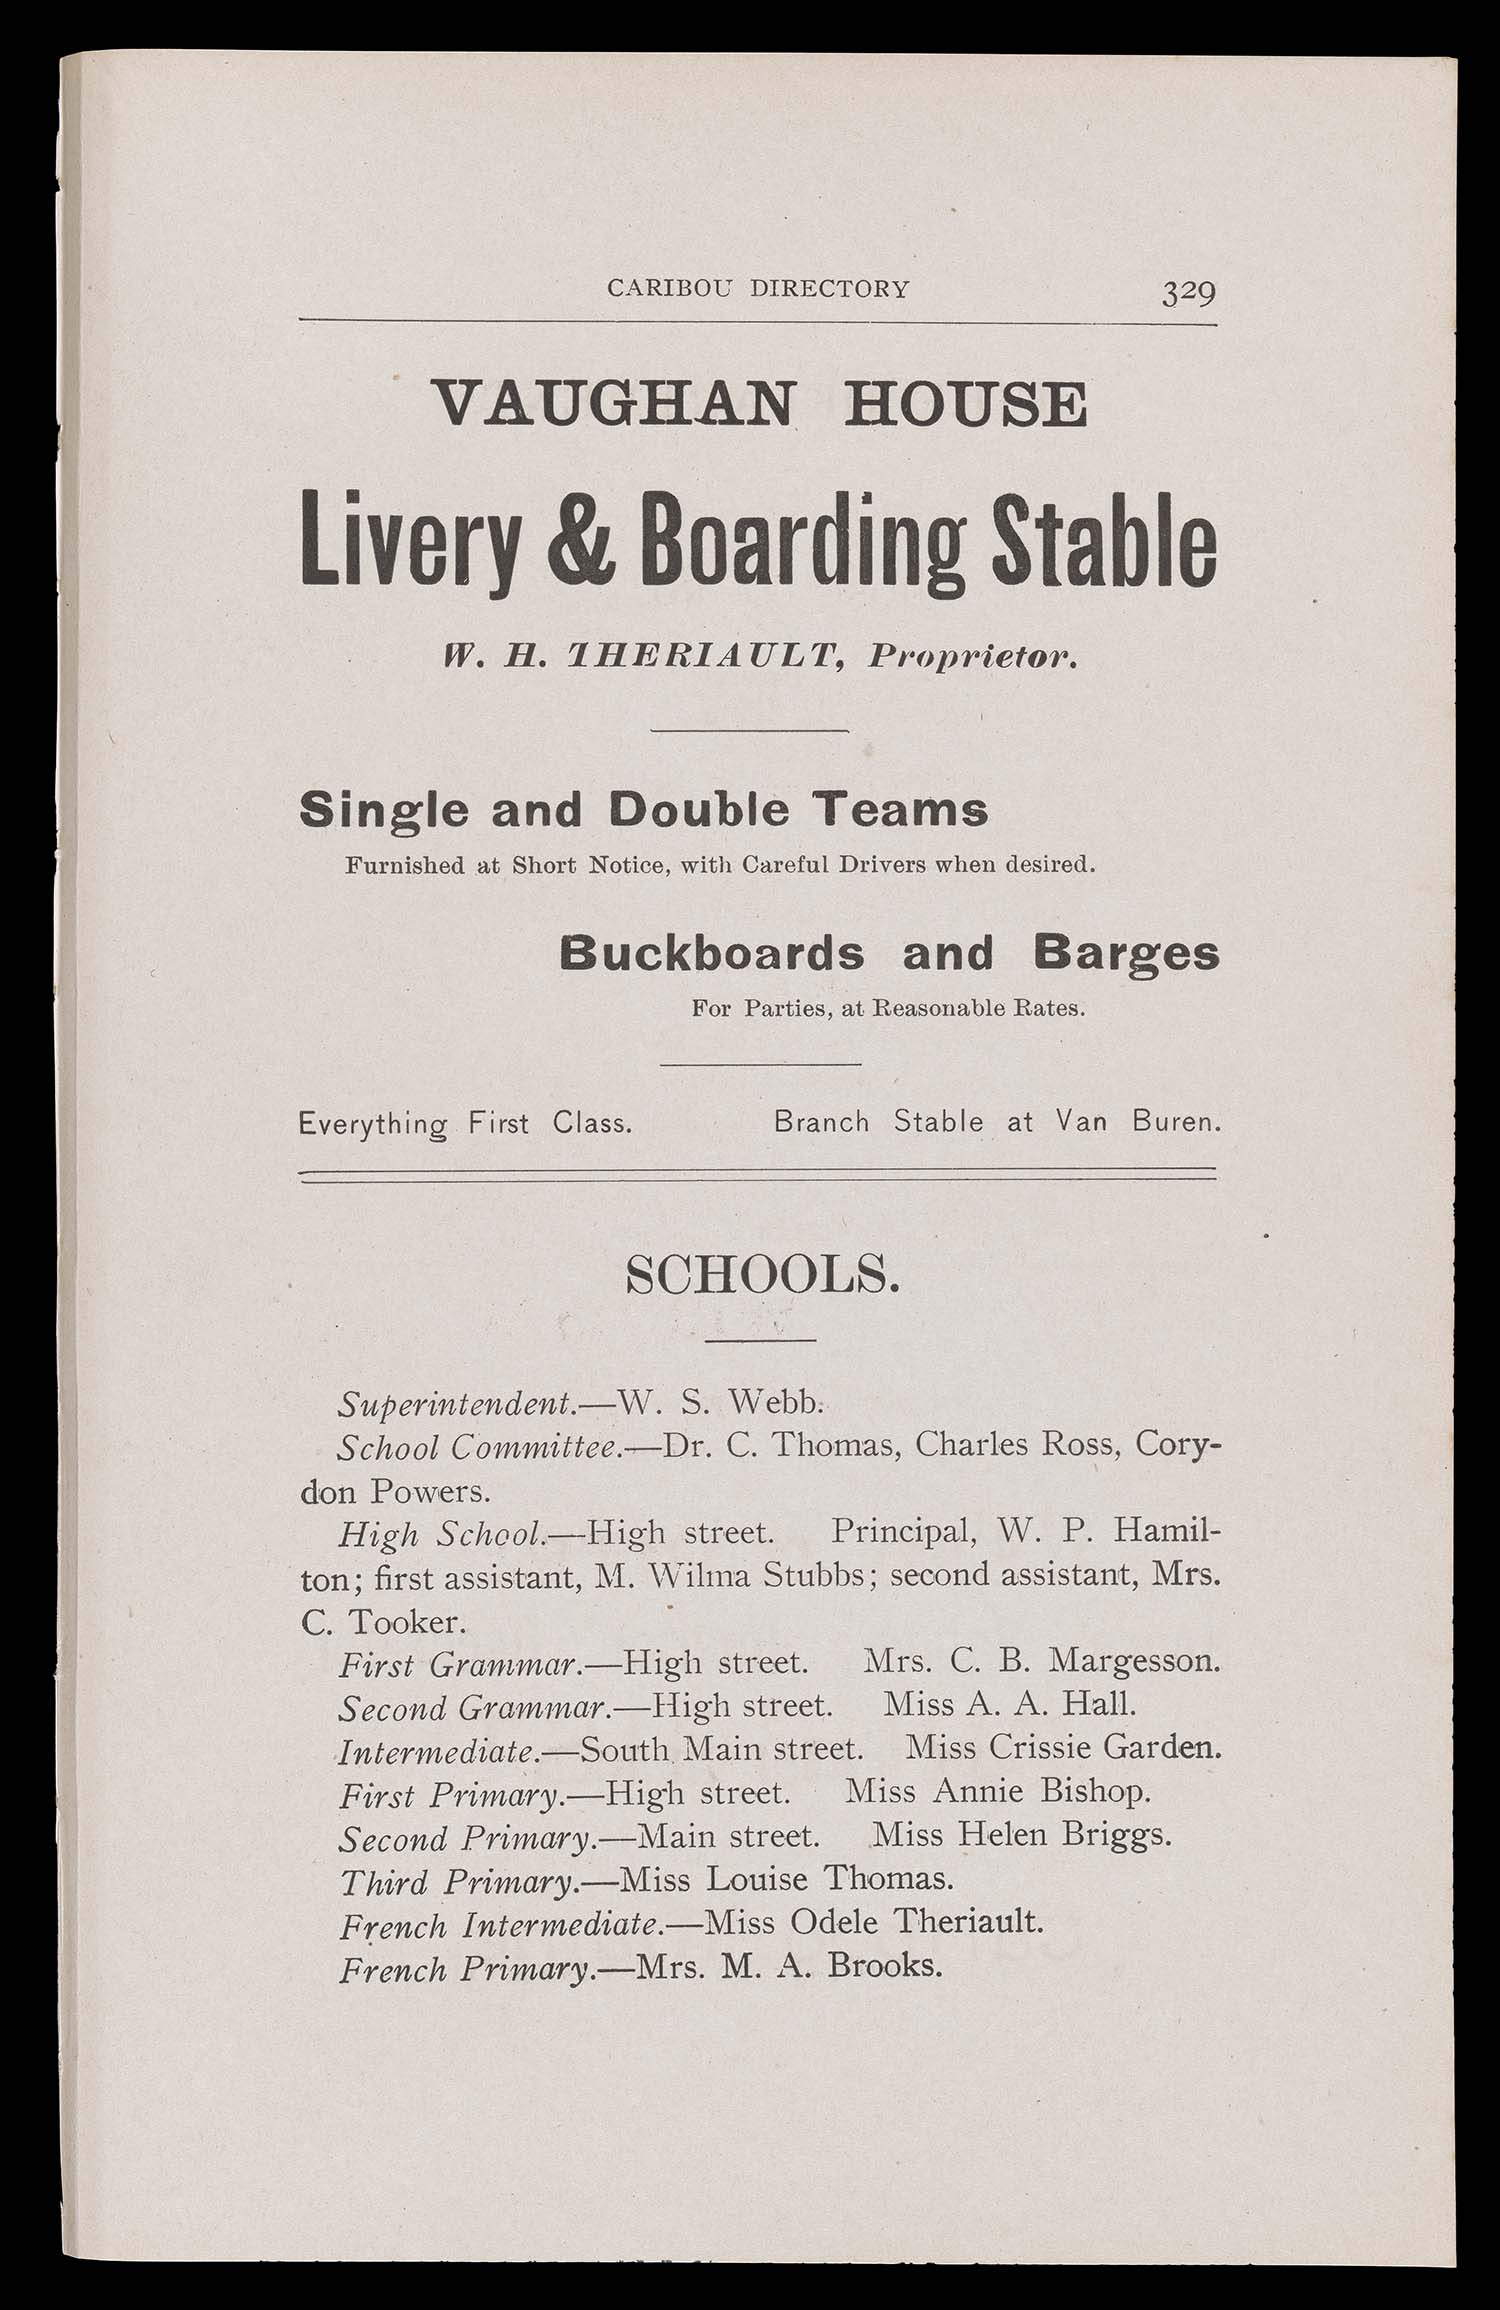 CARIBOU DIRECTORY 329
VAUGHAN HOUSE
Livery & Boarding Stable
W. H. THERIAULT, Proprietor.
Single and Double Teams
Furnished at Short Notice, with Careful Drivers when desired.
Buckboards and Barges
For Parties, at Reasonable Rates.
Everything First Class. Branch Stable at Van Buren.
SCHOOLS.
Superintendent.—W. S. Webb.
School Committee.—Dr. C. Thomas, Charles Ross, Cory-
don Powers.
High School.—High street. Principal, W. P. Hamil-
ton; first assistant, M. Wilma Stubbs; second assistant, Mrs.
C. Tooker.
First Grammar.—High street. Mrs. C. B. Margesson.
Second Grammar.—High street. Miss A. A. Hall.
Intermediate.—South Main street. Miss Crissie Garden.
First Primary.—High street. Miss Annie Bishop.
Second Primary.—Main street. Miss Helen Briggs.
Third Primary.—Miss Louise Thomas.
French Intermediate.—Miss Odele Theriault.
French Primary.—Mrs. M. A. Brooks.